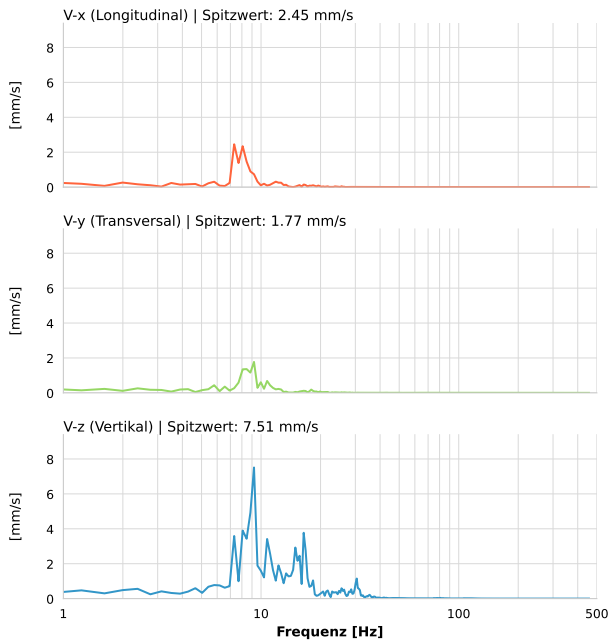 V-x (Longitudinal) | Spitzwert: 2.45 mm/s
8
6
4
2
0
[mm/s]
V-y (Transversal) | Spitzwert: 1.77 mm/s
8
6
4
2
0
[mm/s]
V-z (Vertikal) | Spitzwert: 7.51 mm/s
8
6
4
2
0
[mm/s]
1 10 100 500
Frequenz [Hz]